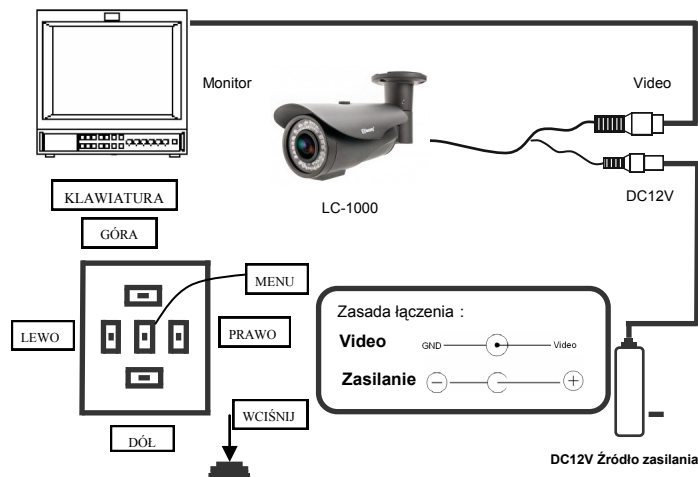 Monitor
Video
LC-1000
DC12V
KLAWIATURA
GÓRA
MENU
LEWO
PRAWO
WCIŚNIJ
DÓŁ
Zasada łączenia :
Video GND Video
Zasilanie - +
DC12V Źródło zasilania